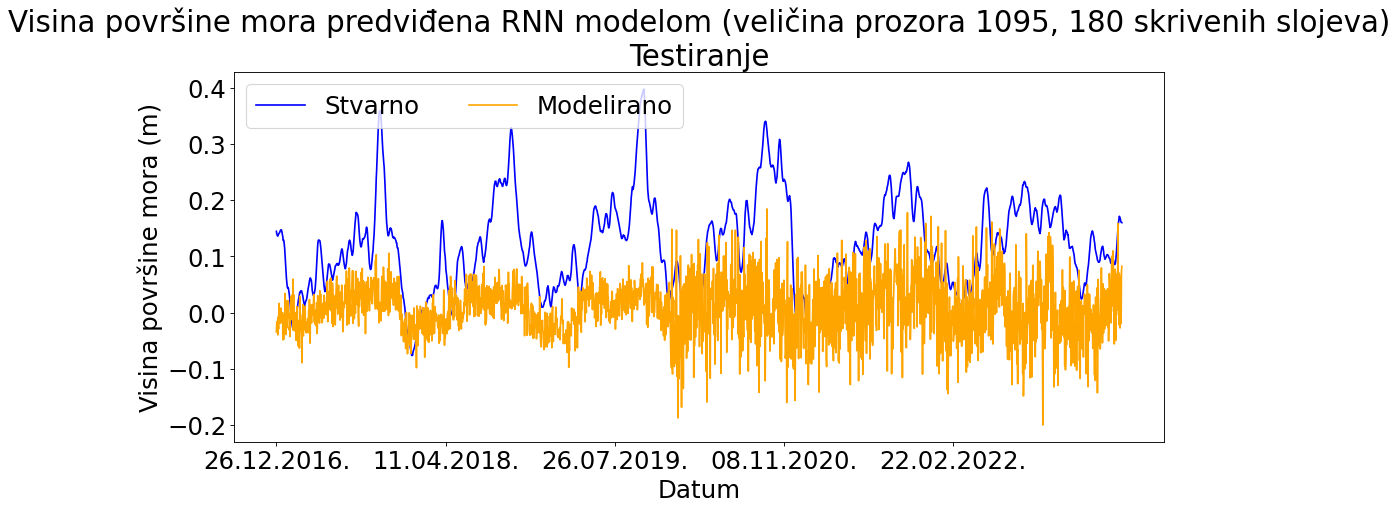 Visina površine mora predviđena RNN modelom (veličina prozora 1095, 180 skrivenih slojeva)
Testiranje
Stvarno
Modelirano
Visina površine mora (m)
0.4
0.3
0.2
0.1
0.0
−0.1
−0.2
26.12.2016.
11.04.2018.
26.07.2019.
08.11.2020.
22.02.2022.
Datum